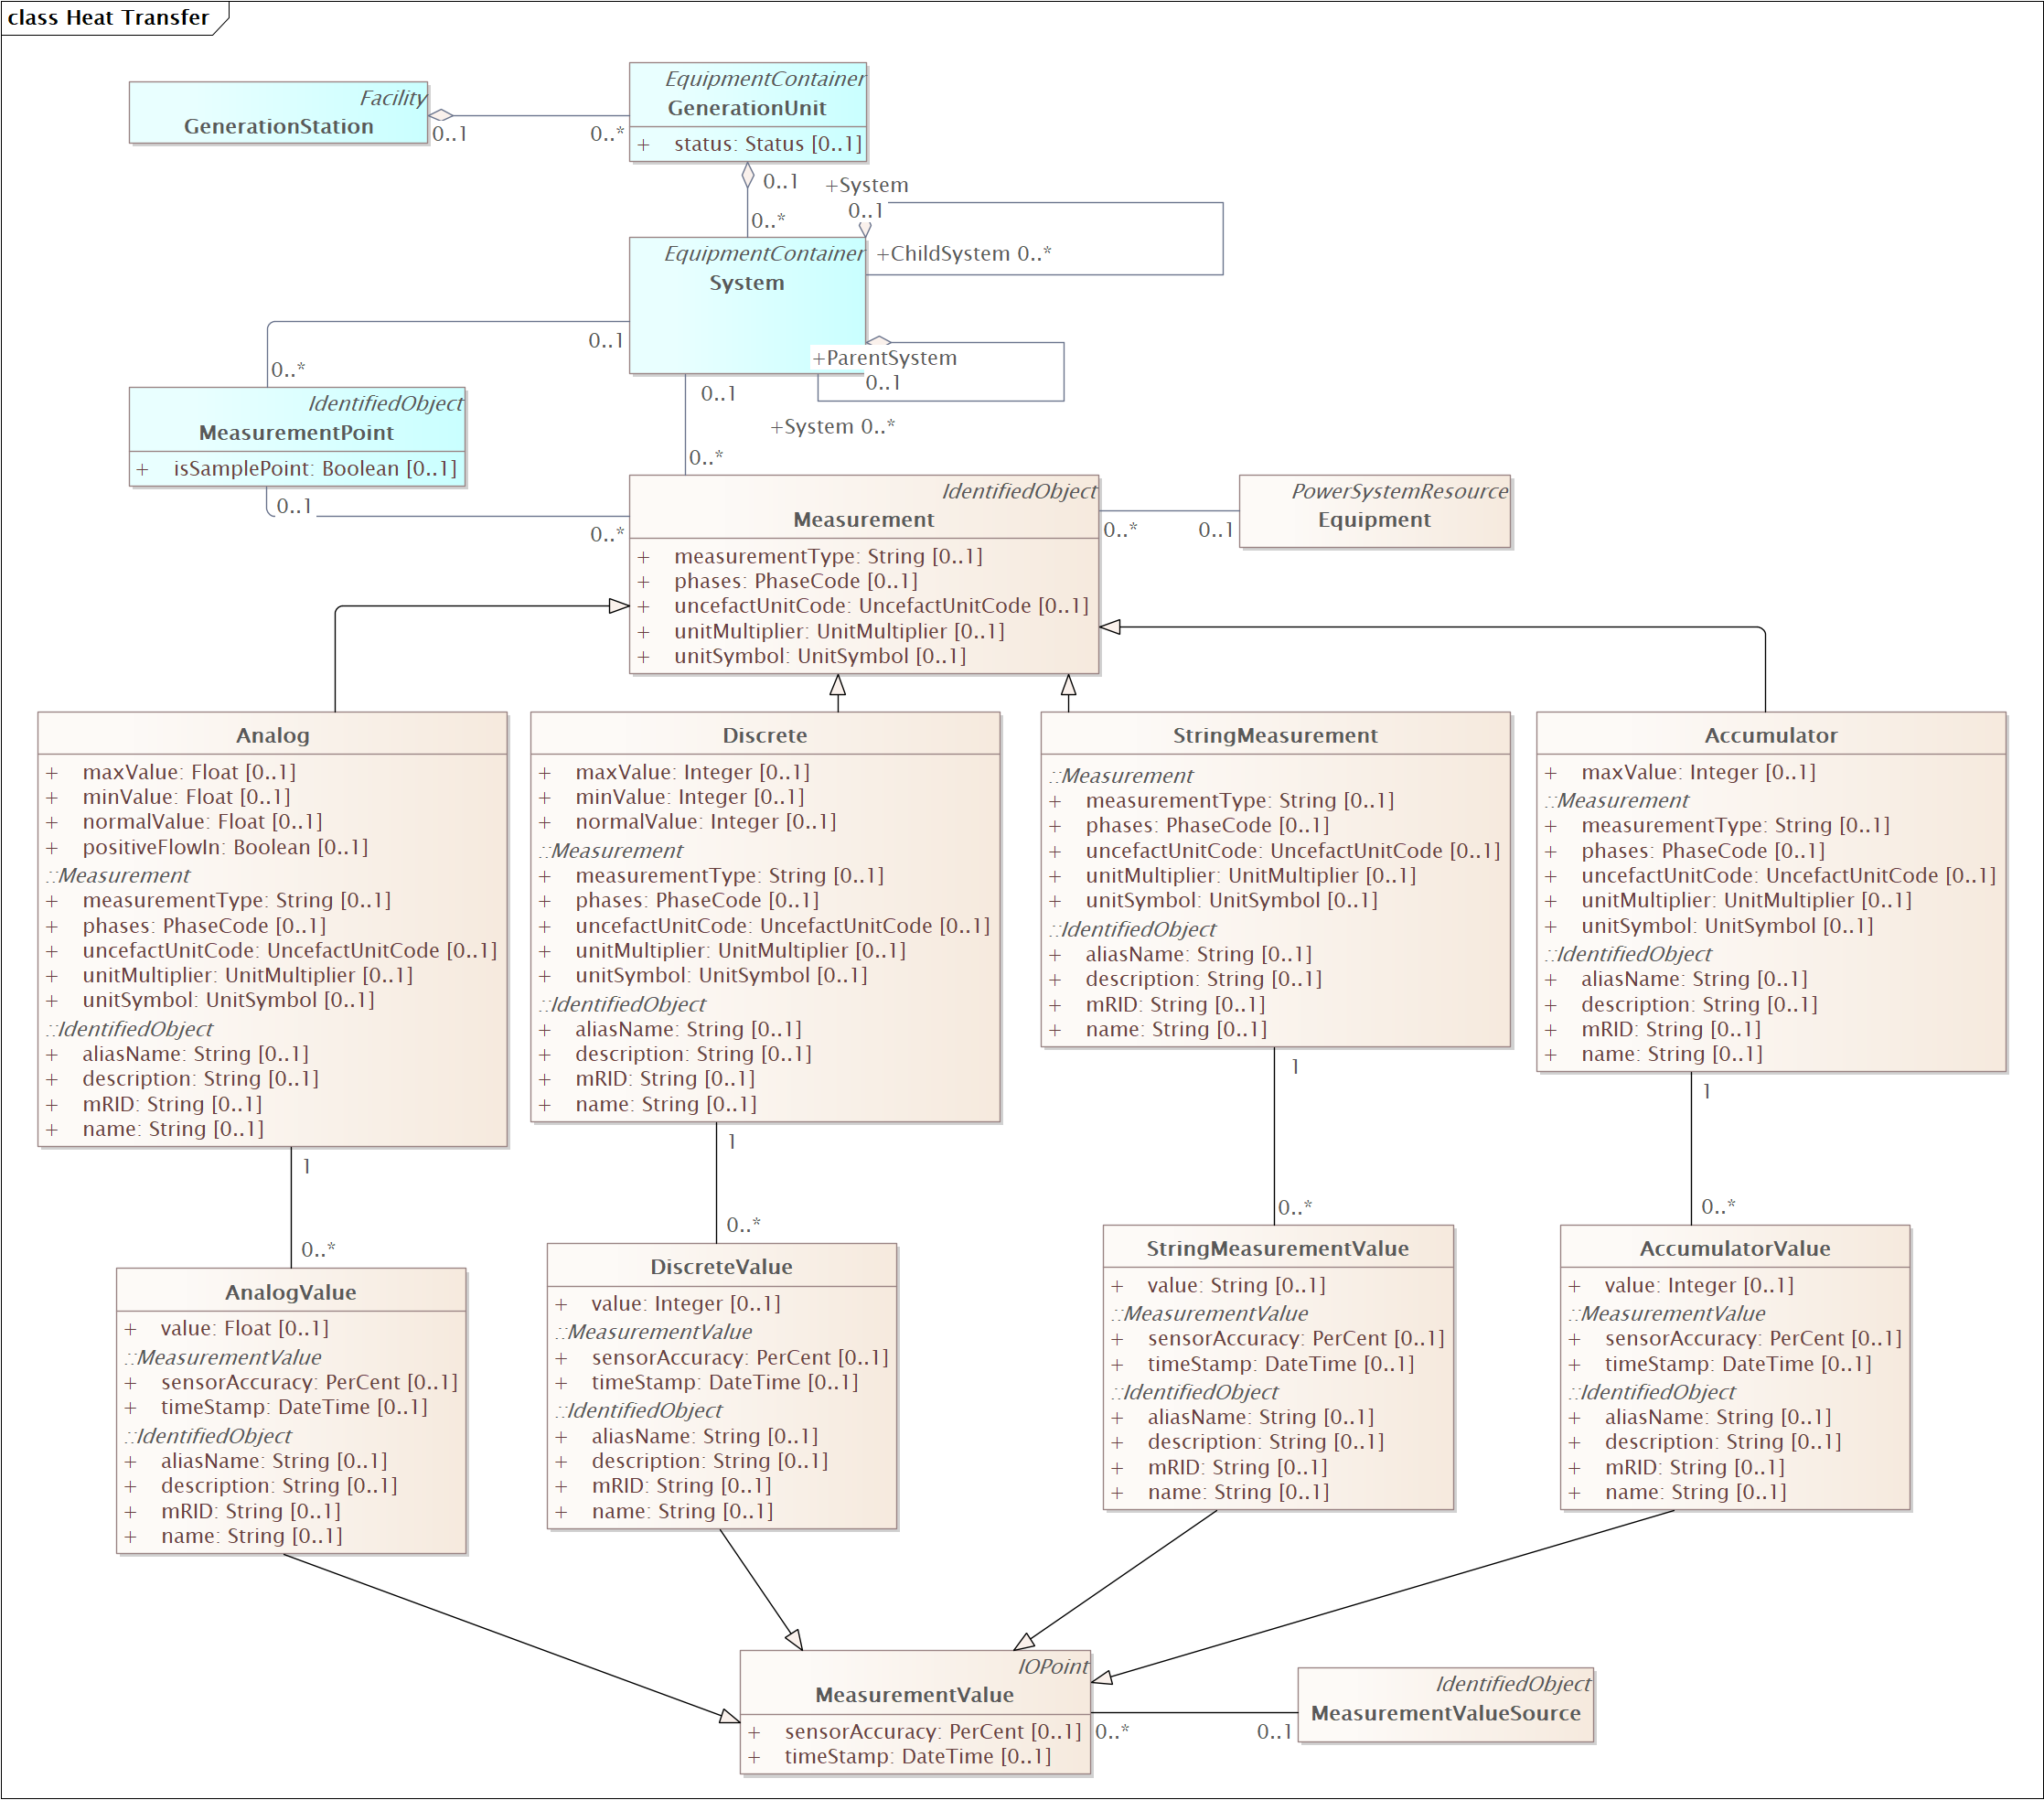 class Heat Transfer
Facility
GenerationStation
0..1
0..*
EquipmentContainer
GenerationUnit
+ status: Status [0..1]
0..1
0..*
+System
0..1
+ChildSystem 0..*
EquipmentContainer
System
+ParentSystem
0..1
+System 0..*
0..1
0..*
IdentifiedObject
MeasurementPoint
+ isSamplePoint: Boolean [0..1]
0..1
0..*
0..1
0..*
IdentifiedObject
Measurement
+ measurementType: String [0..1]
+ phases: PhaseCode [0..1]
+ uncefactUnitCode: UncefactUnitCode [0..1]
+ unitMultiplier: UnitMultiplier [0..1]
+ unitSymbol: UnitSymbol [0..1]
0..*
0..1
PowerSystemResource
Equipment
Analog
+ maxValue: Float [0..1]
+ minValue: Float [0..1]
+ normalValue: Float [0..1]
+ positiveFlowIn: Boolean [0..1]
::Measurement
+ measurementType: String [0..1]
+ phases: PhaseCode [0..1]
+ uncefactUnitCode: UncefactUnitCode [0..1]
+ unitMultiplier: UnitMultiplier [0..1]
+ unitSymbol: UnitSymbol [0..1]
::IdentifiedObject
+ aliasName: String [0..1]
+ description: String [0..1]
+ mRID: String [0..1]
+ name: String [0..1]
1
0..*
Discrete
+ maxValue: Integer [0..1]
+ minValue: Integer [0..1]
+ normalValue: Integer [0..1]
::Measurement
+ measurementType: String [0..1]
+ phases: PhaseCode [0..1]
+ uncefactUnitCode: UncefactUnitCode [0..1]
+ unitMultiplier: UnitMultiplier [0..1]
+ unitSymbol: UnitSymbol [0..1]
::IdentifiedObject
+ aliasName: String [0..1]
+ description: String [0..1]
+ mRID: String [0..1]
+ name: String [0..1]
1
0..*
StringMeasurement
::Measurement
+ measurementType: String [0..1]
+ phases: PhaseCode [0..1]
+ uncefactUnitCode: UncefactUnitCode [0..1]
+ unitMultiplier: UnitMultiplier [0..1]
+ unitSymbol: UnitSymbol [0..1]
::IdentifiedObject
+ aliasName: String [0..1]
+ description: String [0..1]
+ mRID: String [0..1]
+ name: String [0..1]
1
0..*
Accumulator
+ maxValue: Integer [0..1]
::Measurement
+ measurementType: String [0..1]
+ phases: PhaseCode [0..1]
+ uncefactUnitCode: UncefactUnitCode [0..1]
+ unitMultiplier: UnitMultiplier [0..1]
+ unitSymbol: UnitSymbol [0..1]
::IdentifiedObject
+ aliasName: String [0..1]
+ description: String [0..1]
+ mRID: String [0..1]
+ name: String [0..1]
1
0..*
AnalogValue
+ value: Float [0..1]
::MeasurementValue
+ sensorAccuracy: PerCent [0..1]
+ timeStamp: DateTime [0..1]
::IdentifiedObject
+ aliasName: String [0..1]
+ description: String [0..1]
+ mRID: String [0..1]
+ name: String [0..1]
DiscreteValue
+ value: Integer [0..1]
::MeasurementValue
+ sensorAccuracy: PerCent [0..1]
+ timeStamp: DateTime [0..1]
::IdentifiedObject
+ aliasName: String [0..1]
+ description: String [0..1]
+ mRID: String [0..1]
+ name: String [0..1]
StringMeasurementValue
+ value: String [0..1]
::MeasurementValue
+ sensorAccuracy: PerCent [0..1]
+ timeStamp: DateTime [0..1]
::IdentifiedObject
+ aliasName: String [0..1]
+ description: String [0..1]
+ mRID: String [0..1]
+ name: String [0..1]
AccumulatorValue
+ value: Integer [0..1]
::MeasurementValue
+ sensorAccuracy: PerCent [0..1]
+ timeStamp: DateTime [0..1]
::IdentifiedObject
+ aliasName: String [0..1]
+ description: String [0..1]
+ mRID: String [0..1]
+ name: String [0..1]
IOPoint
MeasurementValue
+ sensorAccuracy: PerCent [0..1]
+ timeStamp: DateTime [0..1]
0..*
0..1
IdentifiedObject
MeasurementValueSource